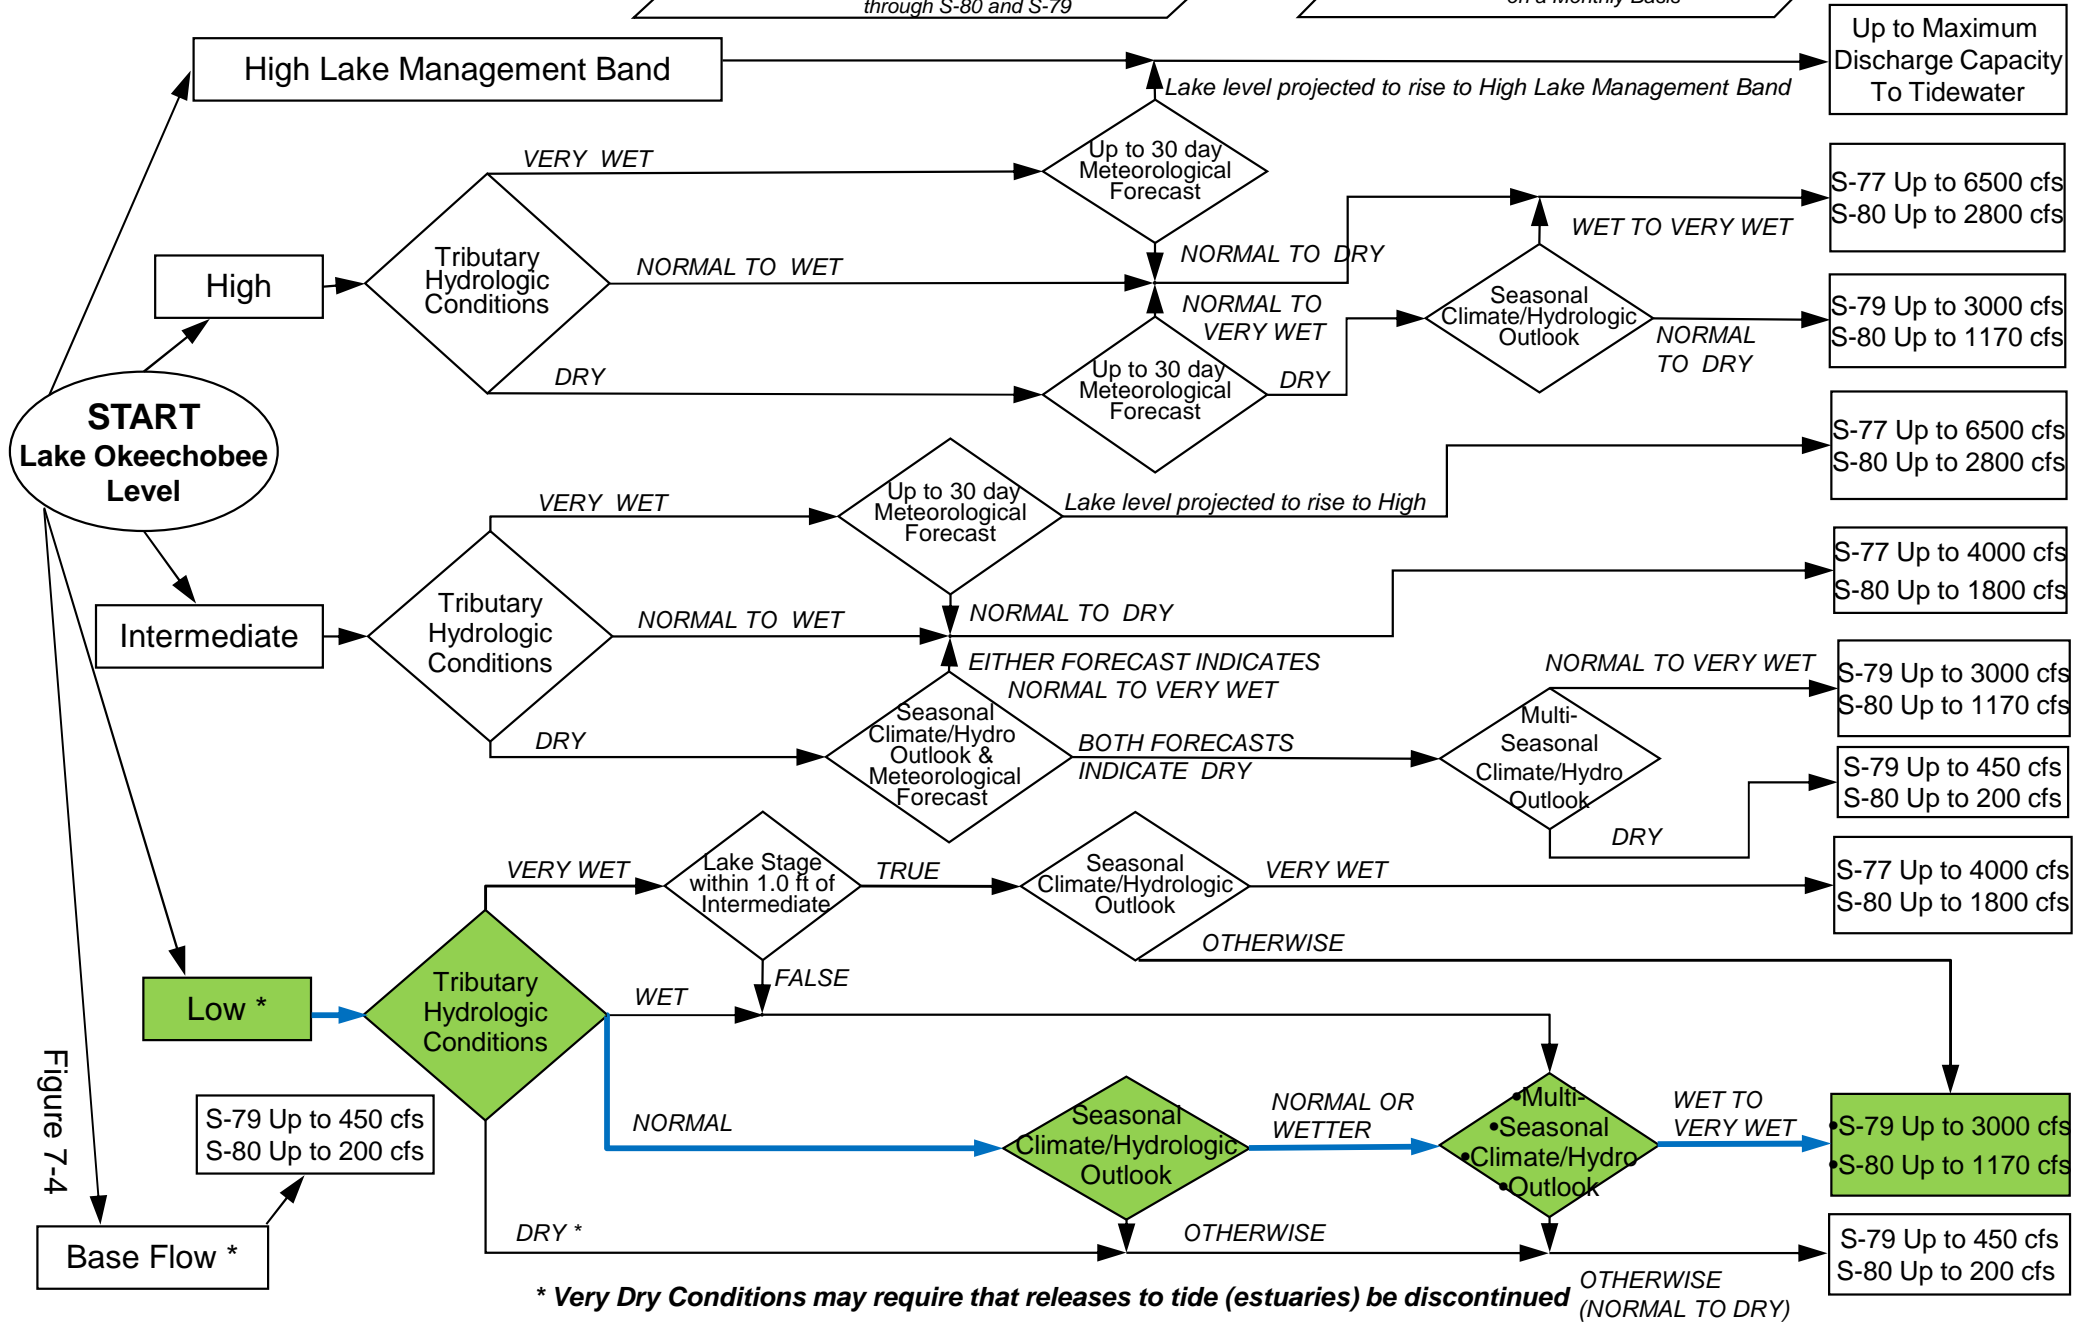 through S-80 and S-79
on a Monthly Basis
Up to Maximum
Discharge Capacity
To Tidewater
High Lake Management Band
Lake level projected to rise to High Lake Management Band
VERY WET
Up to 30 day
Meteorological
Forecast
S-77 Up to 6500 cfs
S-80 Up to 2800 cfs
WET TO VERY WET
Tributary
Hydrologic
Conditions
NORMAL TO WET
NORMAL TO DRY
High
NORMAL TO
VERY WET
Seasonal
Climate/Hydrologic
Outlook
NORMAL
TO DRY
S-79 Up to 3000 cfs
S-80 Up to 1170 cfs
DRY
Up to 30 day
Meteorological
Forecast
DRY
START
Lake Okeechobee
Level
S-77 Up to 6500 cfs
S-80 Up to 2800 cfs
VERY WET
Up to 30 day
Meteorological
Forecast
Lake level projected to rise to High
S-77 Up to 4000 cfs
S-80 Up to 1800 cfs
Intermediate
Tributary
Hydrologic
Conditions
NORMAL TO WET
NORMAL TO DRY
EITHER FORECAST INDICATES
NORMAL TO VERY WET
NORMAL TO VERY WET
S-79 Up to 3000 cfs
S-80 Up to 1170 cfs
DRY
Seasonal
Climate/Hydro
Outlook &
Meteorological
Forecast
BOTH FORECASTS
INDICATE DRY
Multi-
Seasonal
Climate/Hydro
Outlook
DRY
S-79 Up to 450 cfs
S-80 Up to 200 cfs
VERY WET
Lake Stage
within 1.0 ft of
Intermediate
TRUE
Seasonal
Climate/Hydrologic
Outlook
VERY WET
S-77 Up to 4000 cfs
S-80 Up to 1800 cfs
OTHERWISE
FALSE
Low *
Tributary
Hydrologic
Conditions
WET
NORMAL
Seasonal
Climate/Hydrologic
Outlook
NORMAL OR
WETTER
•Multi-
•Seasonal
•Climate/Hydro
•Outlook
WET TO
VERY WET
•S-79 Up to 3000 cfs
•S-80 Up to 1170 cfs
Figure 7-4
S-79 Up to 450 cfs
S-80 Up to 200 cfs
Base Flow *
DRY *
OTHERWISE
S-79 Up to 450 cfs
S-80 Up to 200 cfs
OTHERWISE
(NORMAL TO DRY)
* Very Dry Conditions may require that releases to tide (estuaries) be discontinued